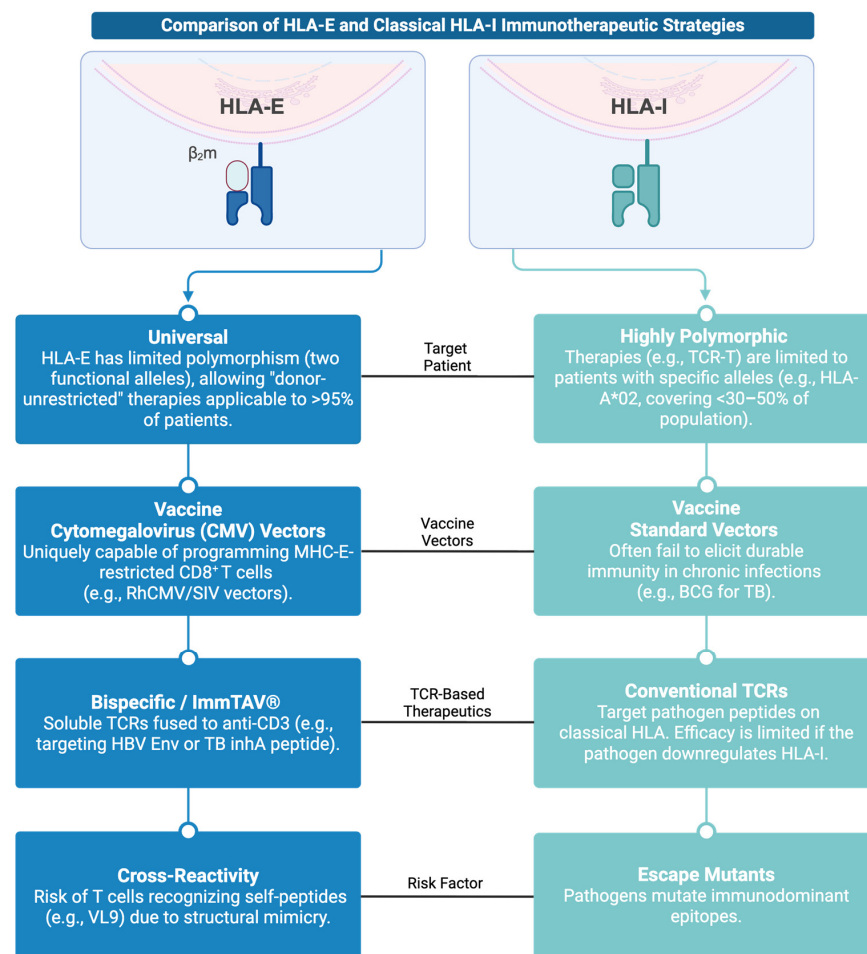 Comparison of HLA-E and Classical HLA-I Immunotherapeutic Strategies
HLA-E
β₂m
HLA-I
Universal
HLA-E has limited polymorphism (two
functional alleles), allowing "donor-
unrestricted" therapies applicable to >95%
of patients.
Target
Patient
Highly Polymorphic
Therapies (e.g., TCR-T) are limited to
patients with specific alleles (e.g., HLA-
A*02, covering <30–50% of
population).
Vaccine
Cytomegalovirus (CMV) Vectors
Uniquely capable of programming MHC-E-
restricted CD8⁺ T cells
(e.g., RhCMV/SIV vectors).
Vaccine
Vectors
Vaccine
Standard Vectors
Often fail to elicit durable
immunity in chronic infections
(e.g., BCG for TB).
Bispecific / ImmTAV®
Soluble TCRs fused to anti-CD3 (e.g.,
targeting HBV Env or TB inhA peptide).
TCR-Based
Therapeutics
Conventional TCRs
Target pathogen peptides on
classical HLA. Efficacy is limited if the
pathogen downregulates HLA-I.
Cross-Reactivity
Risk of T cells recognizing self-peptides
(e.g., VL9) due to structural mimicry.
Risk Factor
Escape Mutants
Pathogens mutate immunodominant
epitopes.